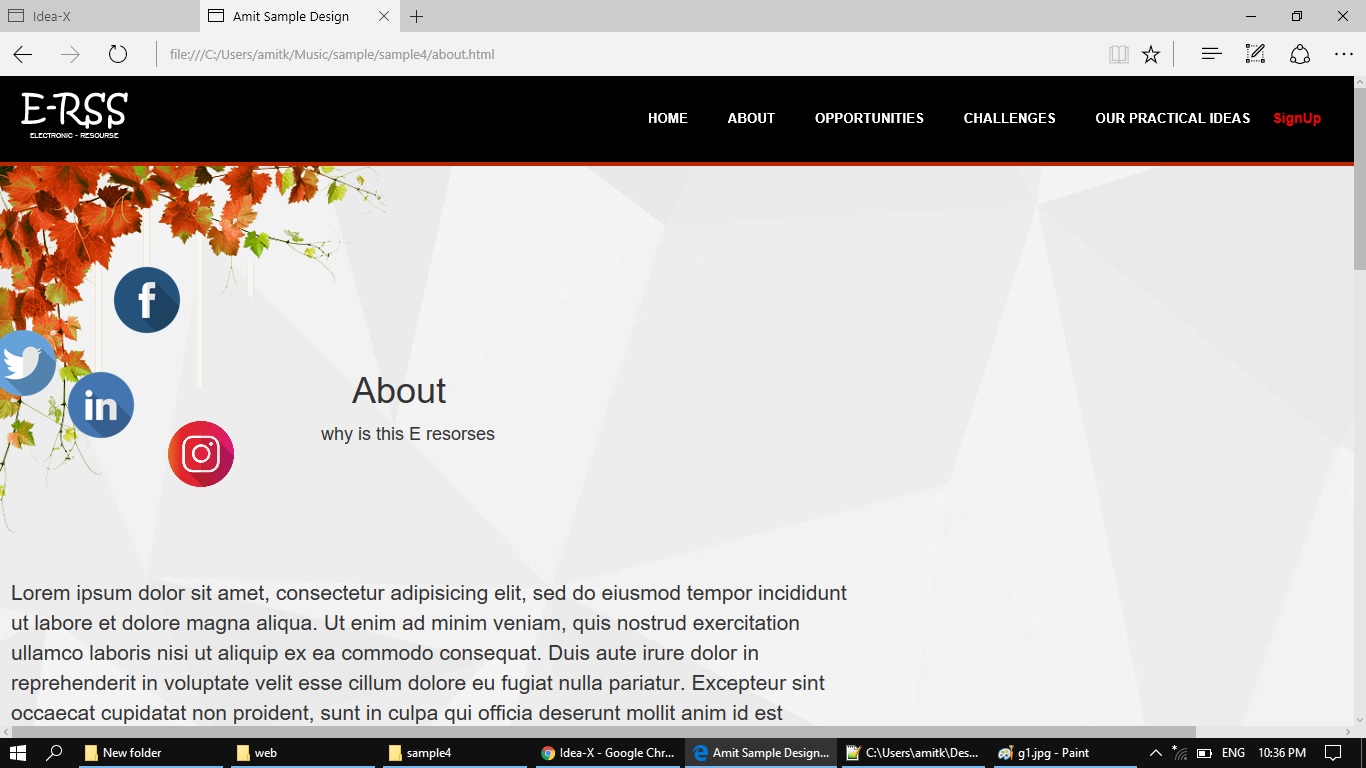 Idea-X
Amit Sample Design
file:///C:/Users/amitk/Music/sample/sample4/about.html
E-RSS
ELECTRONIC - RESOURSE
HOME ABOUT OPPORTUNITIES CHALLENGES OUR PRACTICAL IDEAS SignUp
f
in
About
why is this E resorses
Lorem ipsum dolor sit amet, consectetur adipisicing elit, sed do eiusmod tempor incididunt
ut labore et dolore magna aliqua. Ut enim ad minim veniam, quis nostrud exercitation
ullamco laboris nisi ut aliquip ex ea commodo consequat. Duis aute irure dolor in
reprehenderit in voluptate velit esse cillum dolore eu fugiat nulla pariatur. Excepteur sint
occaecat cupidatat non proident, sunt in culpa qui officia deserunt mollit anim id est
New folder web sample4 Idea-X - Google Chr... Amit Sample Design... C:\Users\amitk\Des... g1.jpg - Paint ENG 10:36 PM